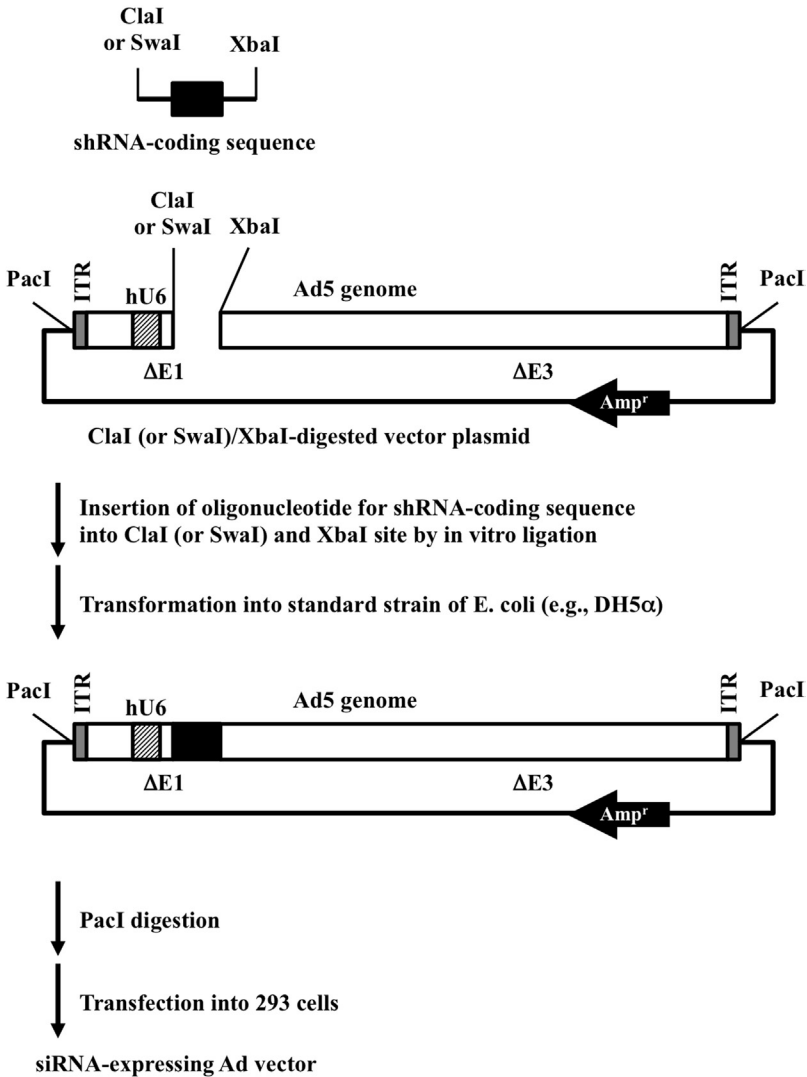 ClaI
or SwaI
XbaI
shRNA-coding sequence
ClaI
or SwaI
XbaI
PacI
ITR
hU6
Ad5 genome
ITR
PacI
ΔE1
ΔE3
Ampʳ
ClaI (or SwaI)/XbaI-digested vector plasmid
Insertion of oligonucleotide for shRNA-coding sequence
into ClaI (or SwaI) and XbaI site by in vitro ligation
Transformation into standard strain of E. coli (e.g., DH5α)
PacI
ITR
hU6
Ad5 genome
ITR
PacI
ΔE1
ΔE3
Ampʳ
PacI digestion
Transfection into 293 cells
siRNA-expressing Ad vector